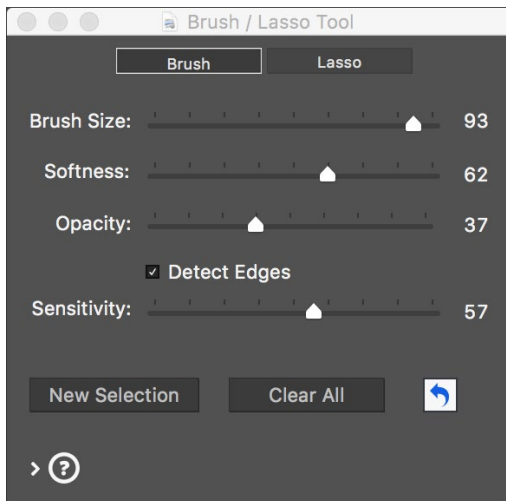 Brush / Lasso Tool
Brush Lasso
Brush Size: 93
Softness: 62
Opacity: 37
Detect Edges
Sensitivity: 57
New Selection Clear All
> ?